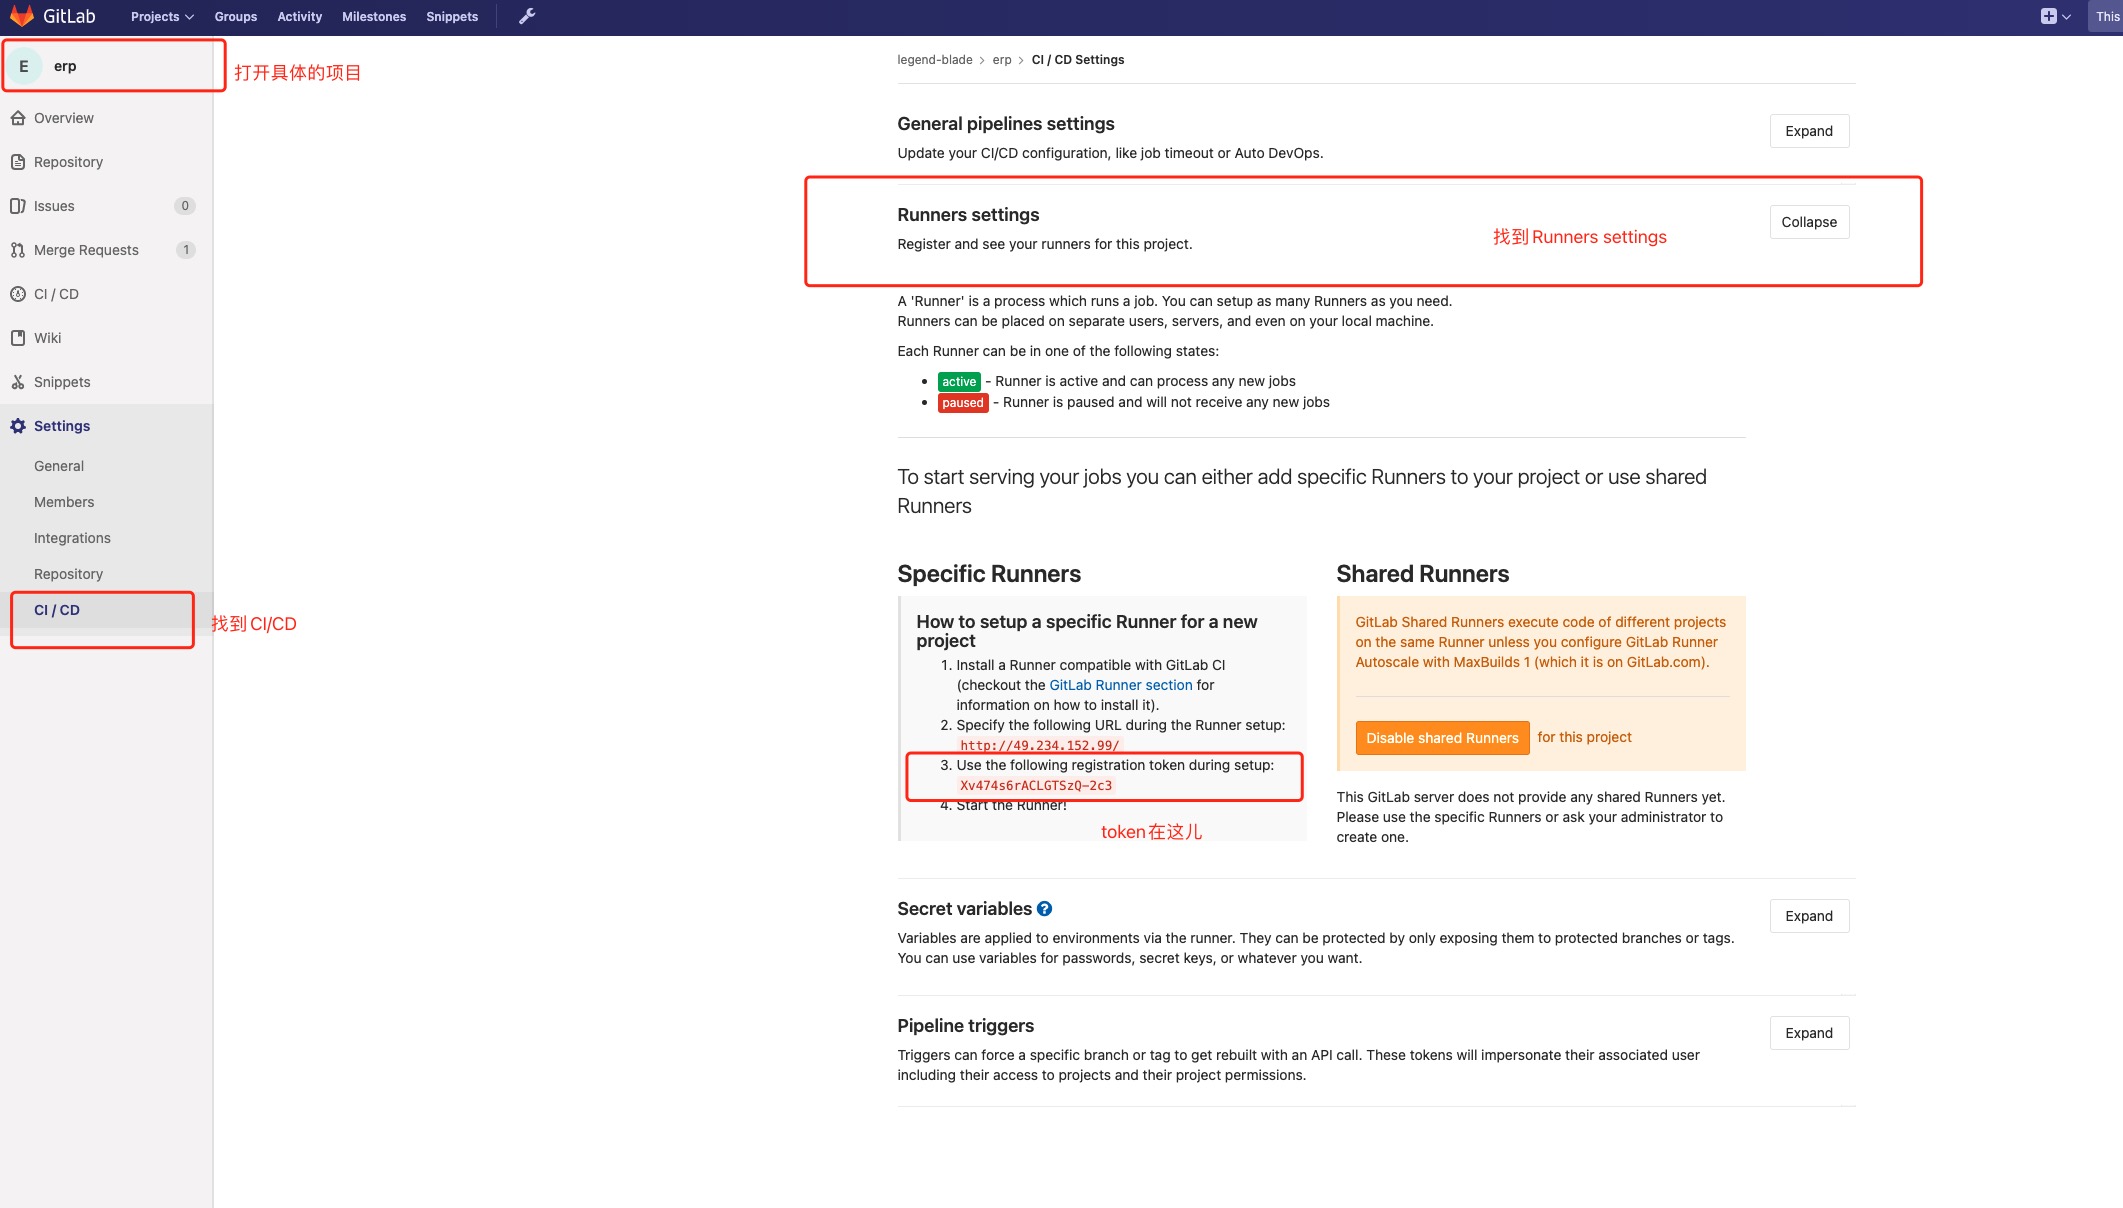 GitLab Projects Groups Activity Milestones Snippets This
E erp
打开具体的项目
Overview
Repository
Issues 0
Merge Requests 1
CI / CD
Wiki
Snippets
Settings
General
Members
Integrations
Repository
CI / CD
找到CI/CD
legend-blade > erp > CI / CD Settings
General pipelines settings
Expand
Update your CI/CD configuration, like job timeout or Auto DevOps.
Runners settings
Collapse
Register and see your runners for this project.
找到Runners settings
A 'Runner' is a process which runs a job. You can setup as many Runners as you need.
Runners can be placed on separate users, servers, and even on your local machine.
Each Runner can be in one of the following states:
• active - Runner is active and can process any new jobs
• paused - Runner is paused and will not receive any new jobs
To start serving your jobs you can either add specific Runners to your project or use shared
Runners
Specific Runners
How to setup a specific Runner for a new
project
1. Install a Runner compatible with GitLab CI
(checkout the GitLab Runner section for
information on how to install it).
2. Specify the following URL during the Runner setup:
http://49.234.152.99/
3. Use the following registration token during setup:
Xv474s6rACLGTSzQ-2c3
4. Start the Runner!
token在这儿
Shared Runners
GitLab Shared Runners execute code of different projects
on the same Runner unless you configure GitLab Runner
Autoscale with MaxBuilds 1 (which it is on GitLab.com).
Disable shared Runners for this project
This GitLab server does not provide any shared Runners yet.
Please use the specific Runners or ask your administrator to
create one.
Secret variables ?
Expand
Variables are applied to environments via the runner. They can be protected by only exposing them to protected branches or tags.
You can use variables for passwords, secret keys, or whatever you want.
Pipeline triggers
Expand
Triggers can force a specific branch or tag to get rebuilt with an API call. These tokens will impersonate their associated user
including their access to projects and their project permissions.